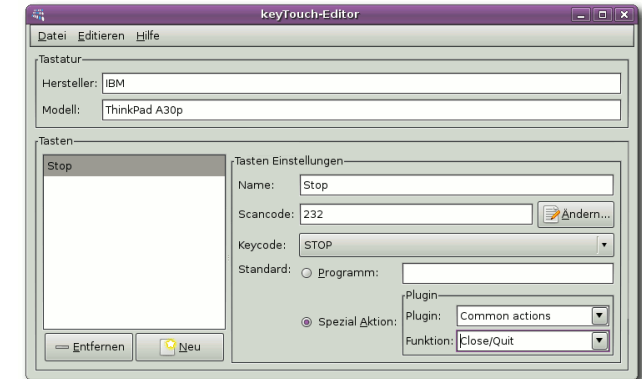 keyTouch-Editor
Datei Editieren Hilfe
Tastatur
Hersteller: IBM
Modell: ThinkPad A30p
Tasten
Stop
Entfernen Neu
Tasten Einstellungen
Name: Stop
Scancode: 232 Ändern...
Keycode: STOP
Standard: Programm:
Spezial Aktion:
Plugin
Plugin: Common actions
Funktion: Close/Quit